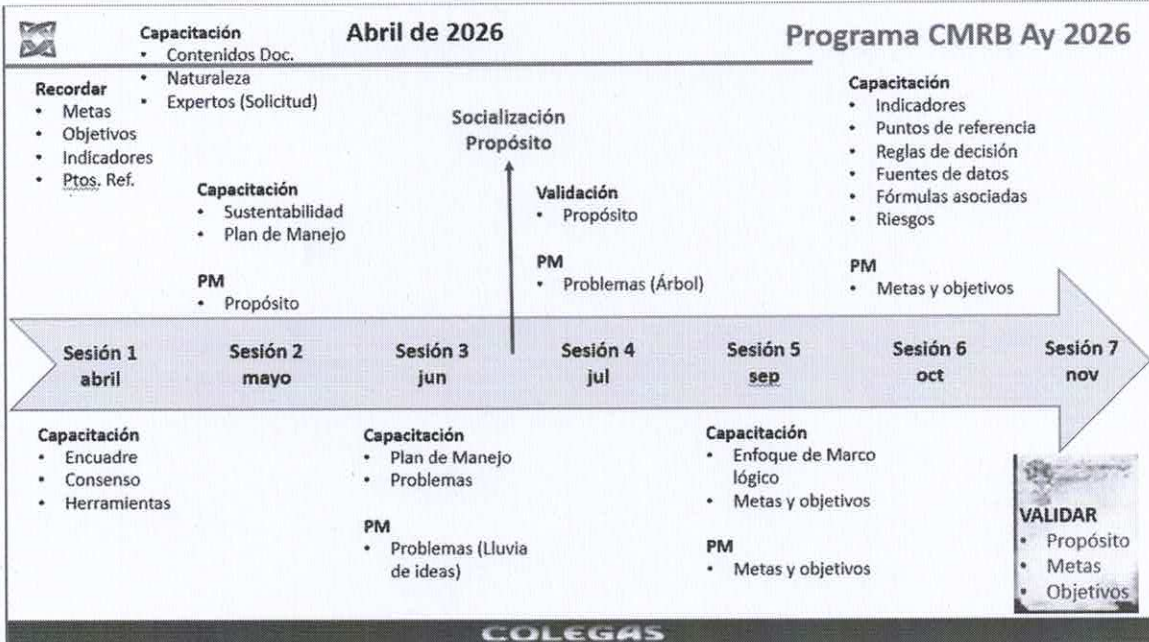 Abril de 2026
Programa CMRB Ay 2026
Capacitación
• Contenidos Doc.
• Naturaleza
• Expertos (Solicitud)
Recordar
• Metas
• Objetivos
• Indicadores
• Ptos. Ref.
Capacitación
• Sustentabilidad
• Plan de Manejo
PM
• Propósito
Socialización
Propósito
Validación
• Propósito
PM
• Problemas (Árbol)
Capacitación
• Indicadores
• Puntos de referencia
• Reglas de decisión
• Fuentes de datos
• Fórmulas asociadas
• Riesgos
PM
• Metas y objetivos
Sesión 1
abril
Sesión 2
mayo
Sesión 3
jun
Sesión 4
jul
Sesión 5
sep
Sesión 6
oct
Sesión 7
nov
Capacitación
• Encuadre
• Consenso
• Herramientas
Capacitación
• Plan de Manejo
• Problemas
PM
• Problemas (Lluvia
de ideas)
Capacitación
• Enfoque de Marco
lógico
• Metas y objetivos
PM
• Metas y objetivos
VALIDAR
• Propósito
• Metas
• Objetivos
COLEGAS